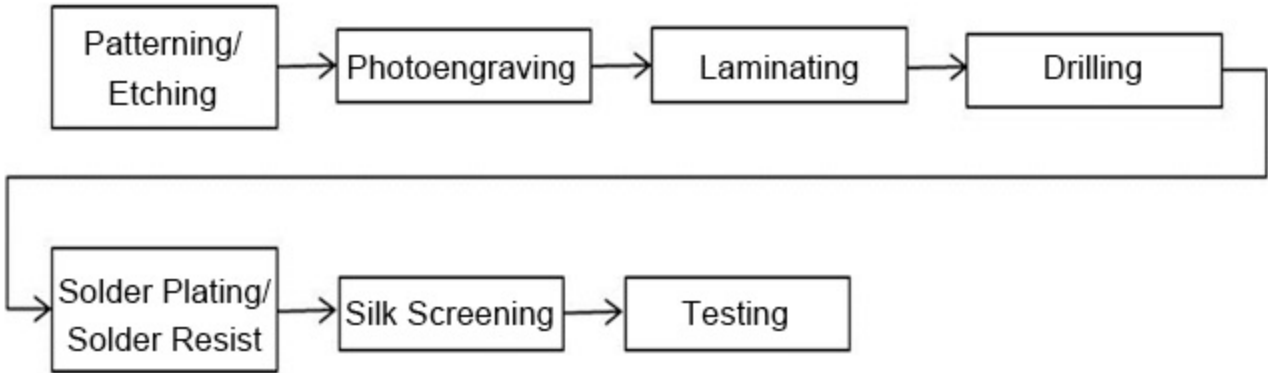 Patterning/
Etching
Photoengraving
Laminating
Drilling
Solder Plating/
Solder Resist
Silk Screening
Testing